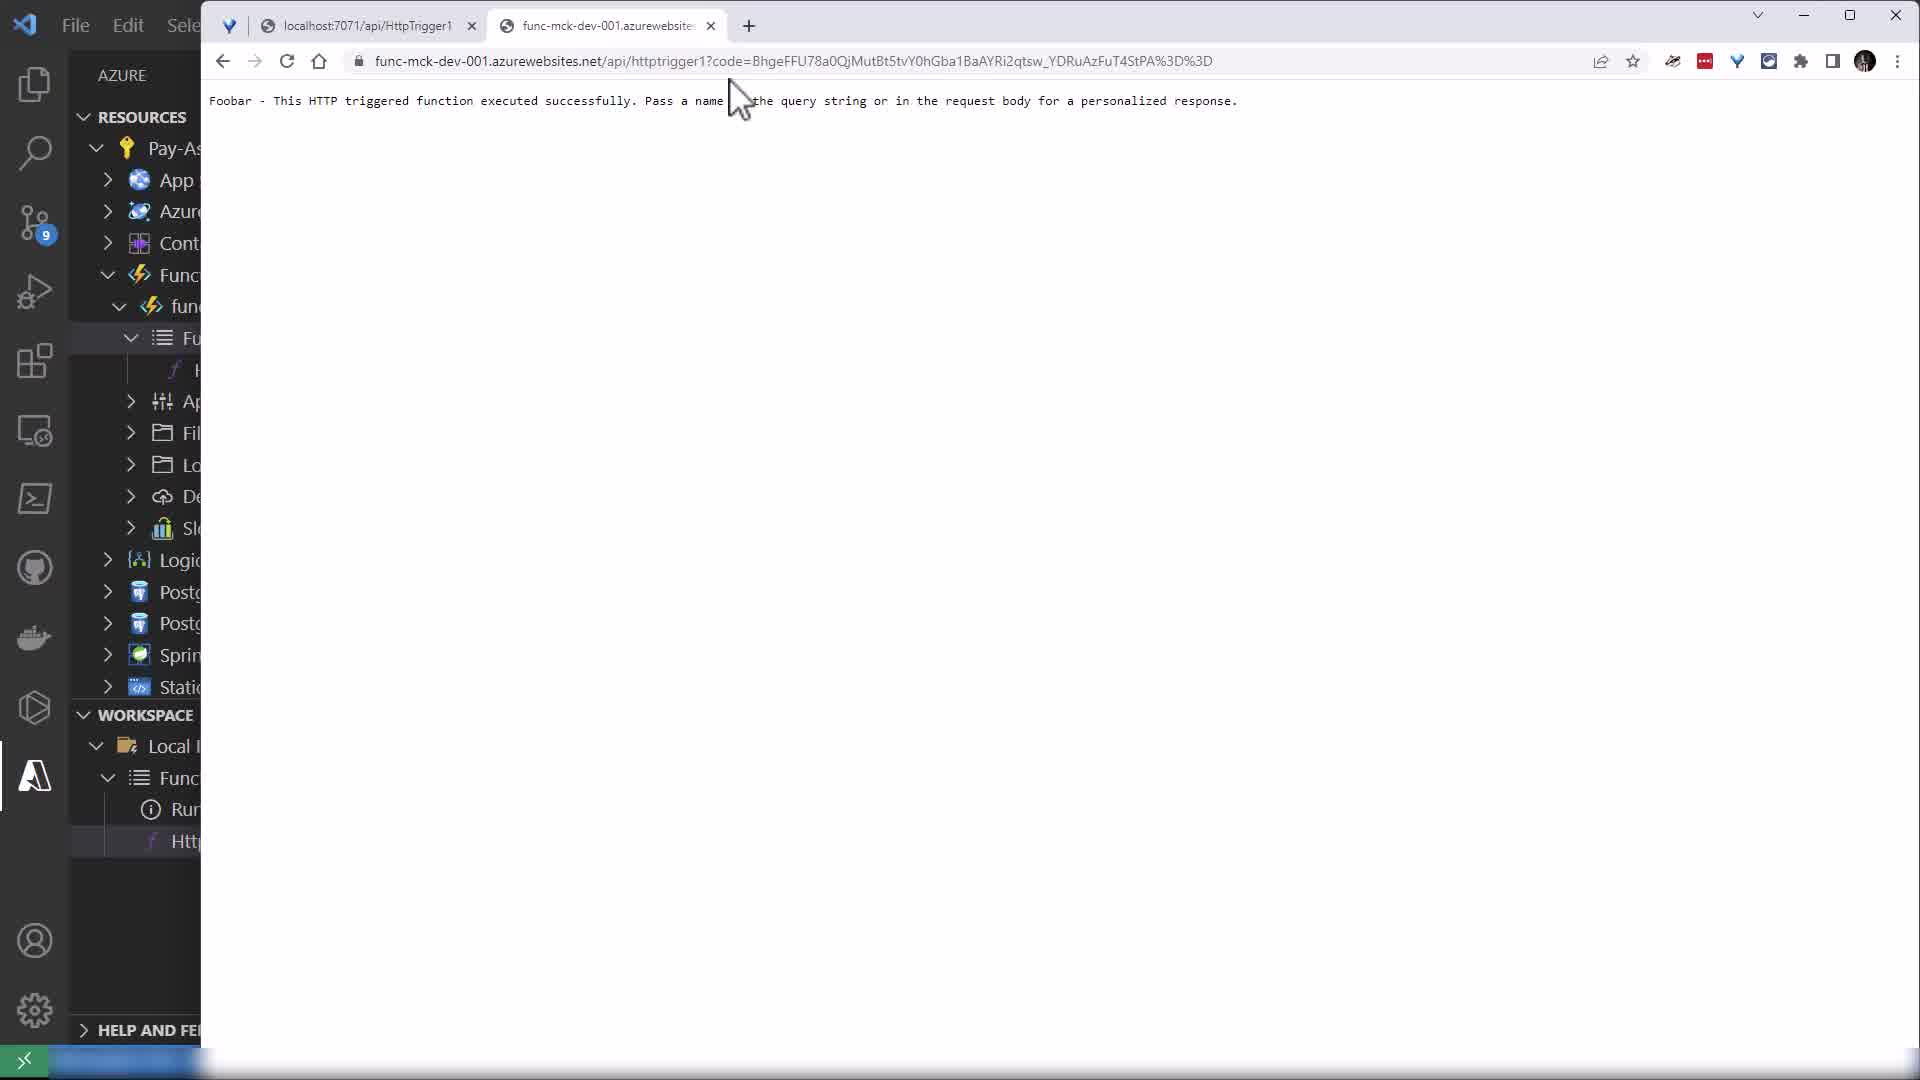 File Edit Sele
localhost:7071/api/HttpTrigger1
func-mck-dev-001.azurewebsite
func-mck-dev-001.azurewebsites.net/api/httptrigger1?code=BhgeFFU78a0QjMutBt5tvY0hGba1BaAYRi2qtsw_YDRuAzFuT4StPA%3D%3D
Foobar - This HTTP triggered function executed successfully. Pass a name the query string or in the request body for a personalized response.
AZURE
RESOURCES
Pay-As
App
Azure
Cont
9
Func
func
Fu
H
Ap
Fil
Lo
De
Slo
Logic
Postg
Postg
Sprin
Static
WORKSPACE
Local
Func
Run
Http
HELP AND FEE